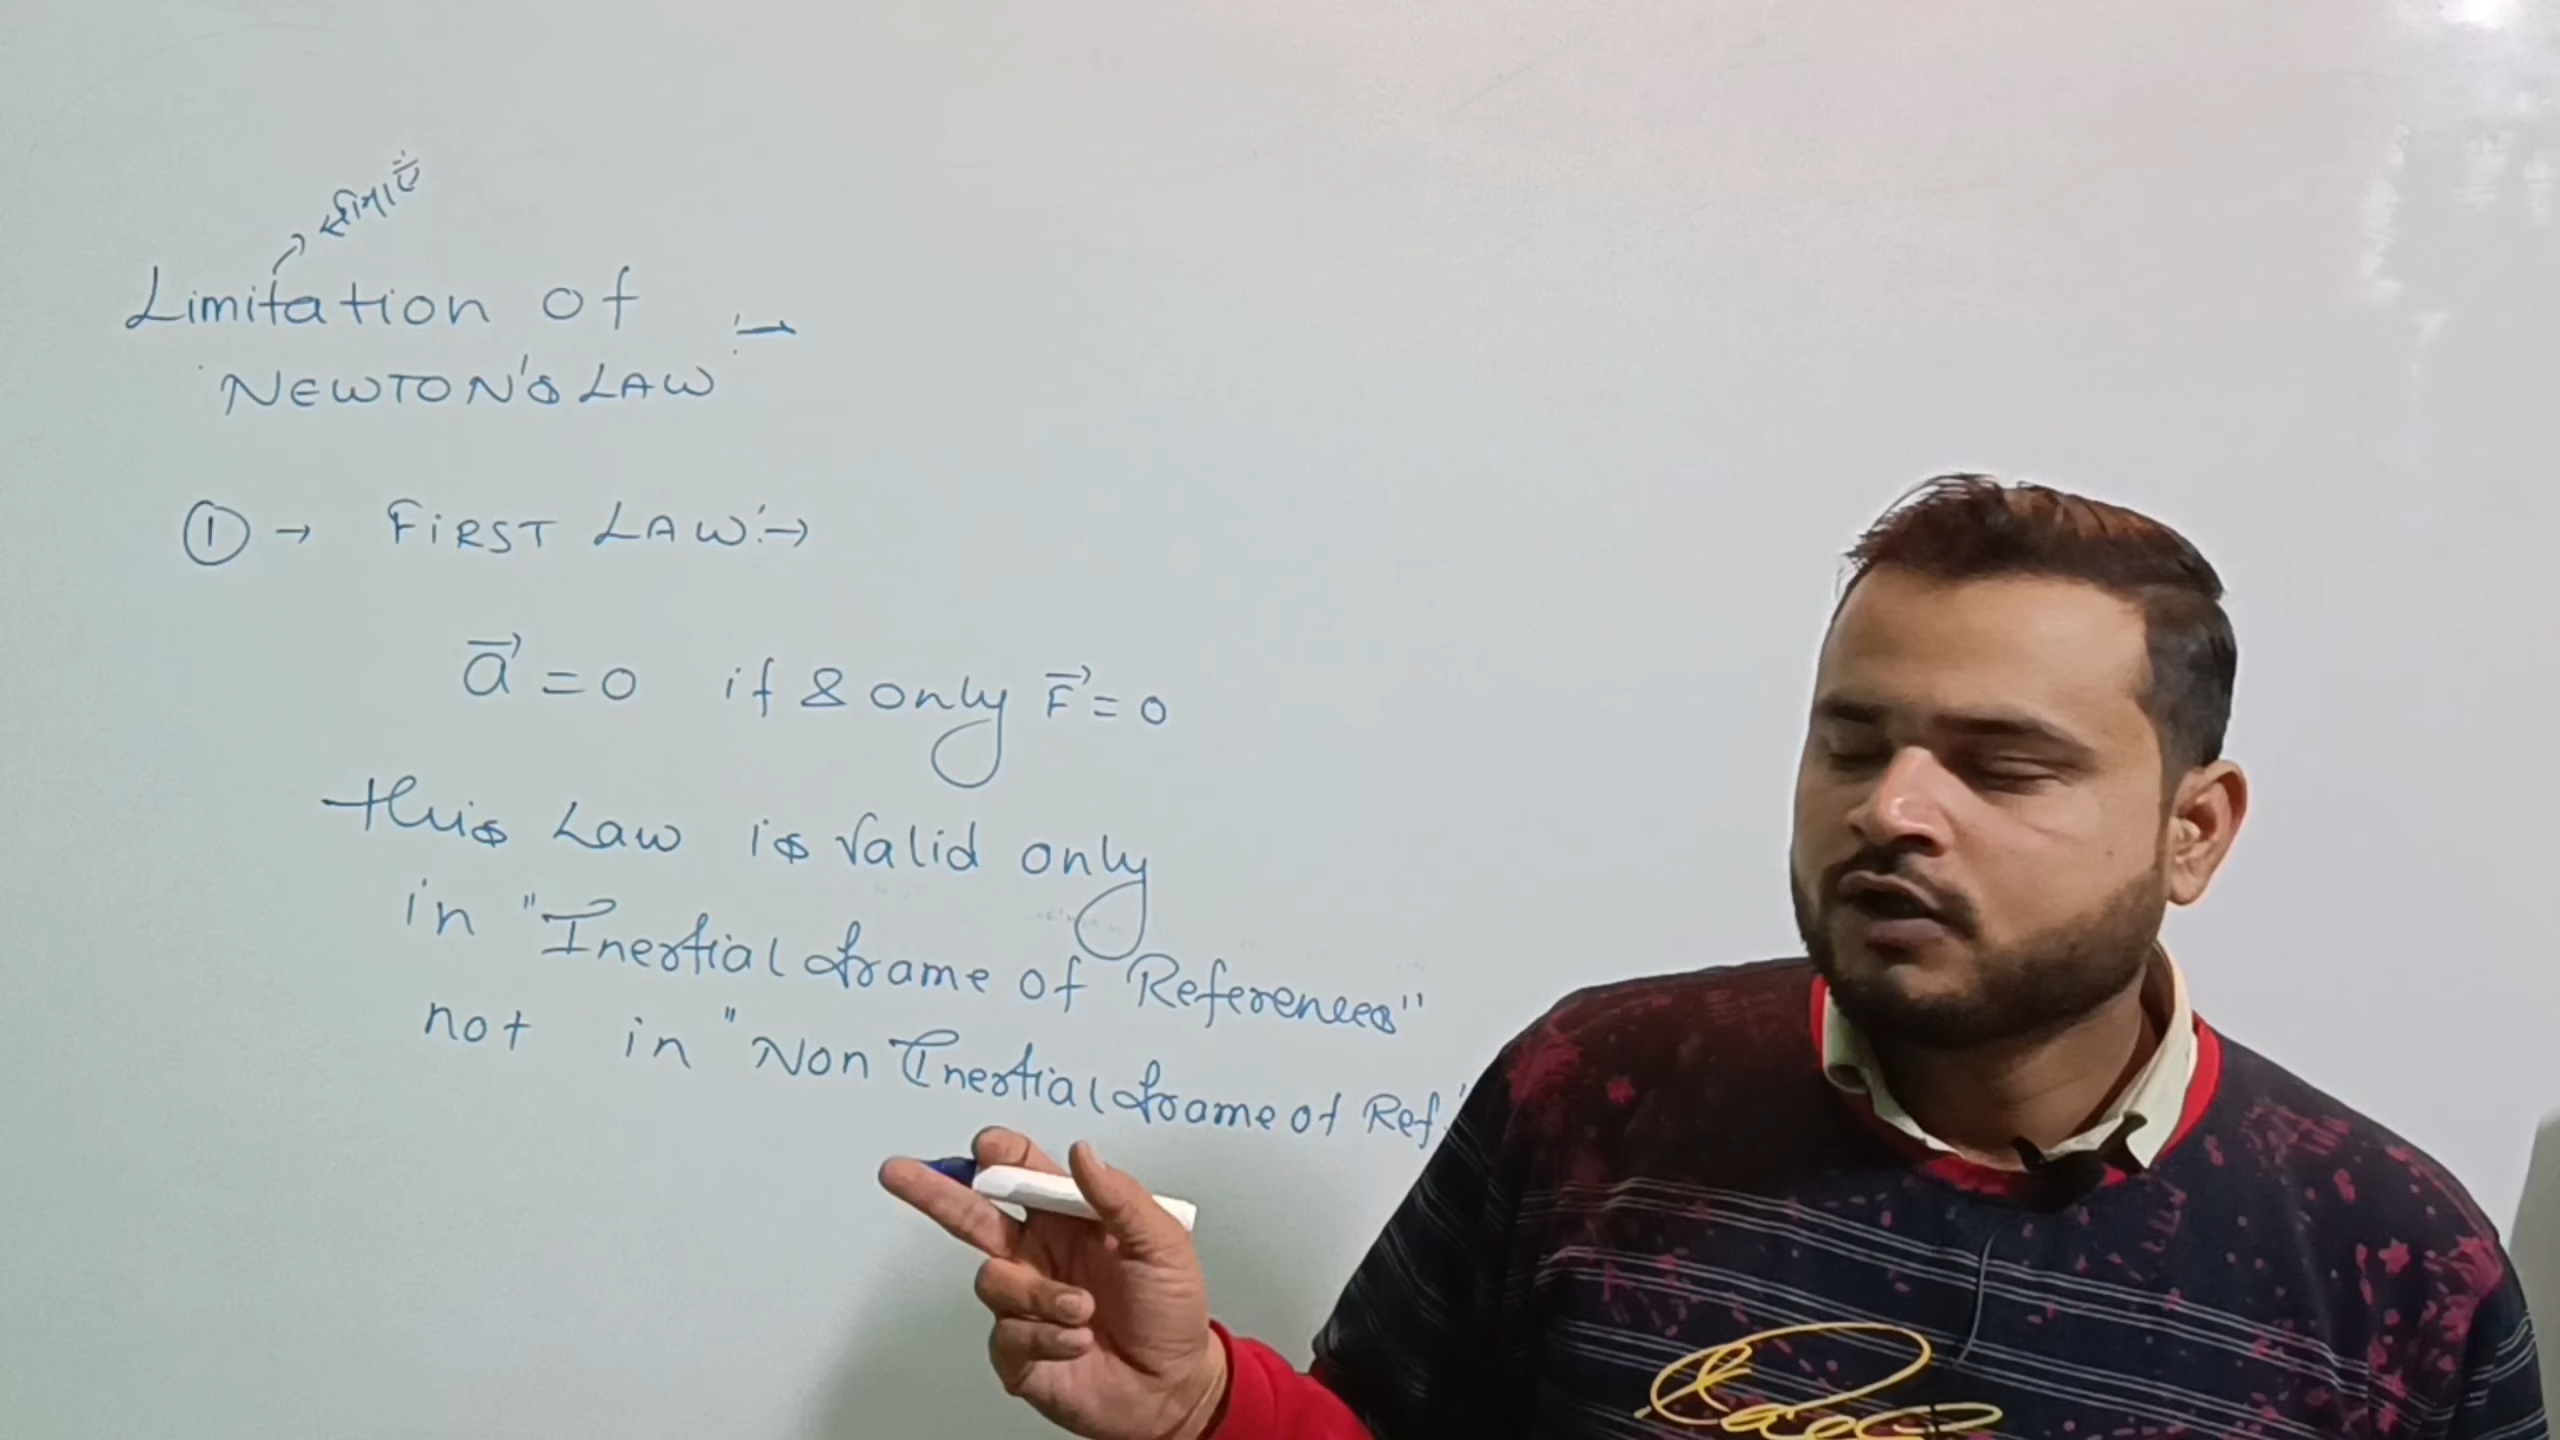 सीमाएँ
Limitation of
NEWTON'S LAW :-
① → FIRST LAW :→
a⃗ = 0 if & only F⃗ = 0
this Law is valid only
in "Inertial frame of References"
not in "Non Inertial frame of Ref."